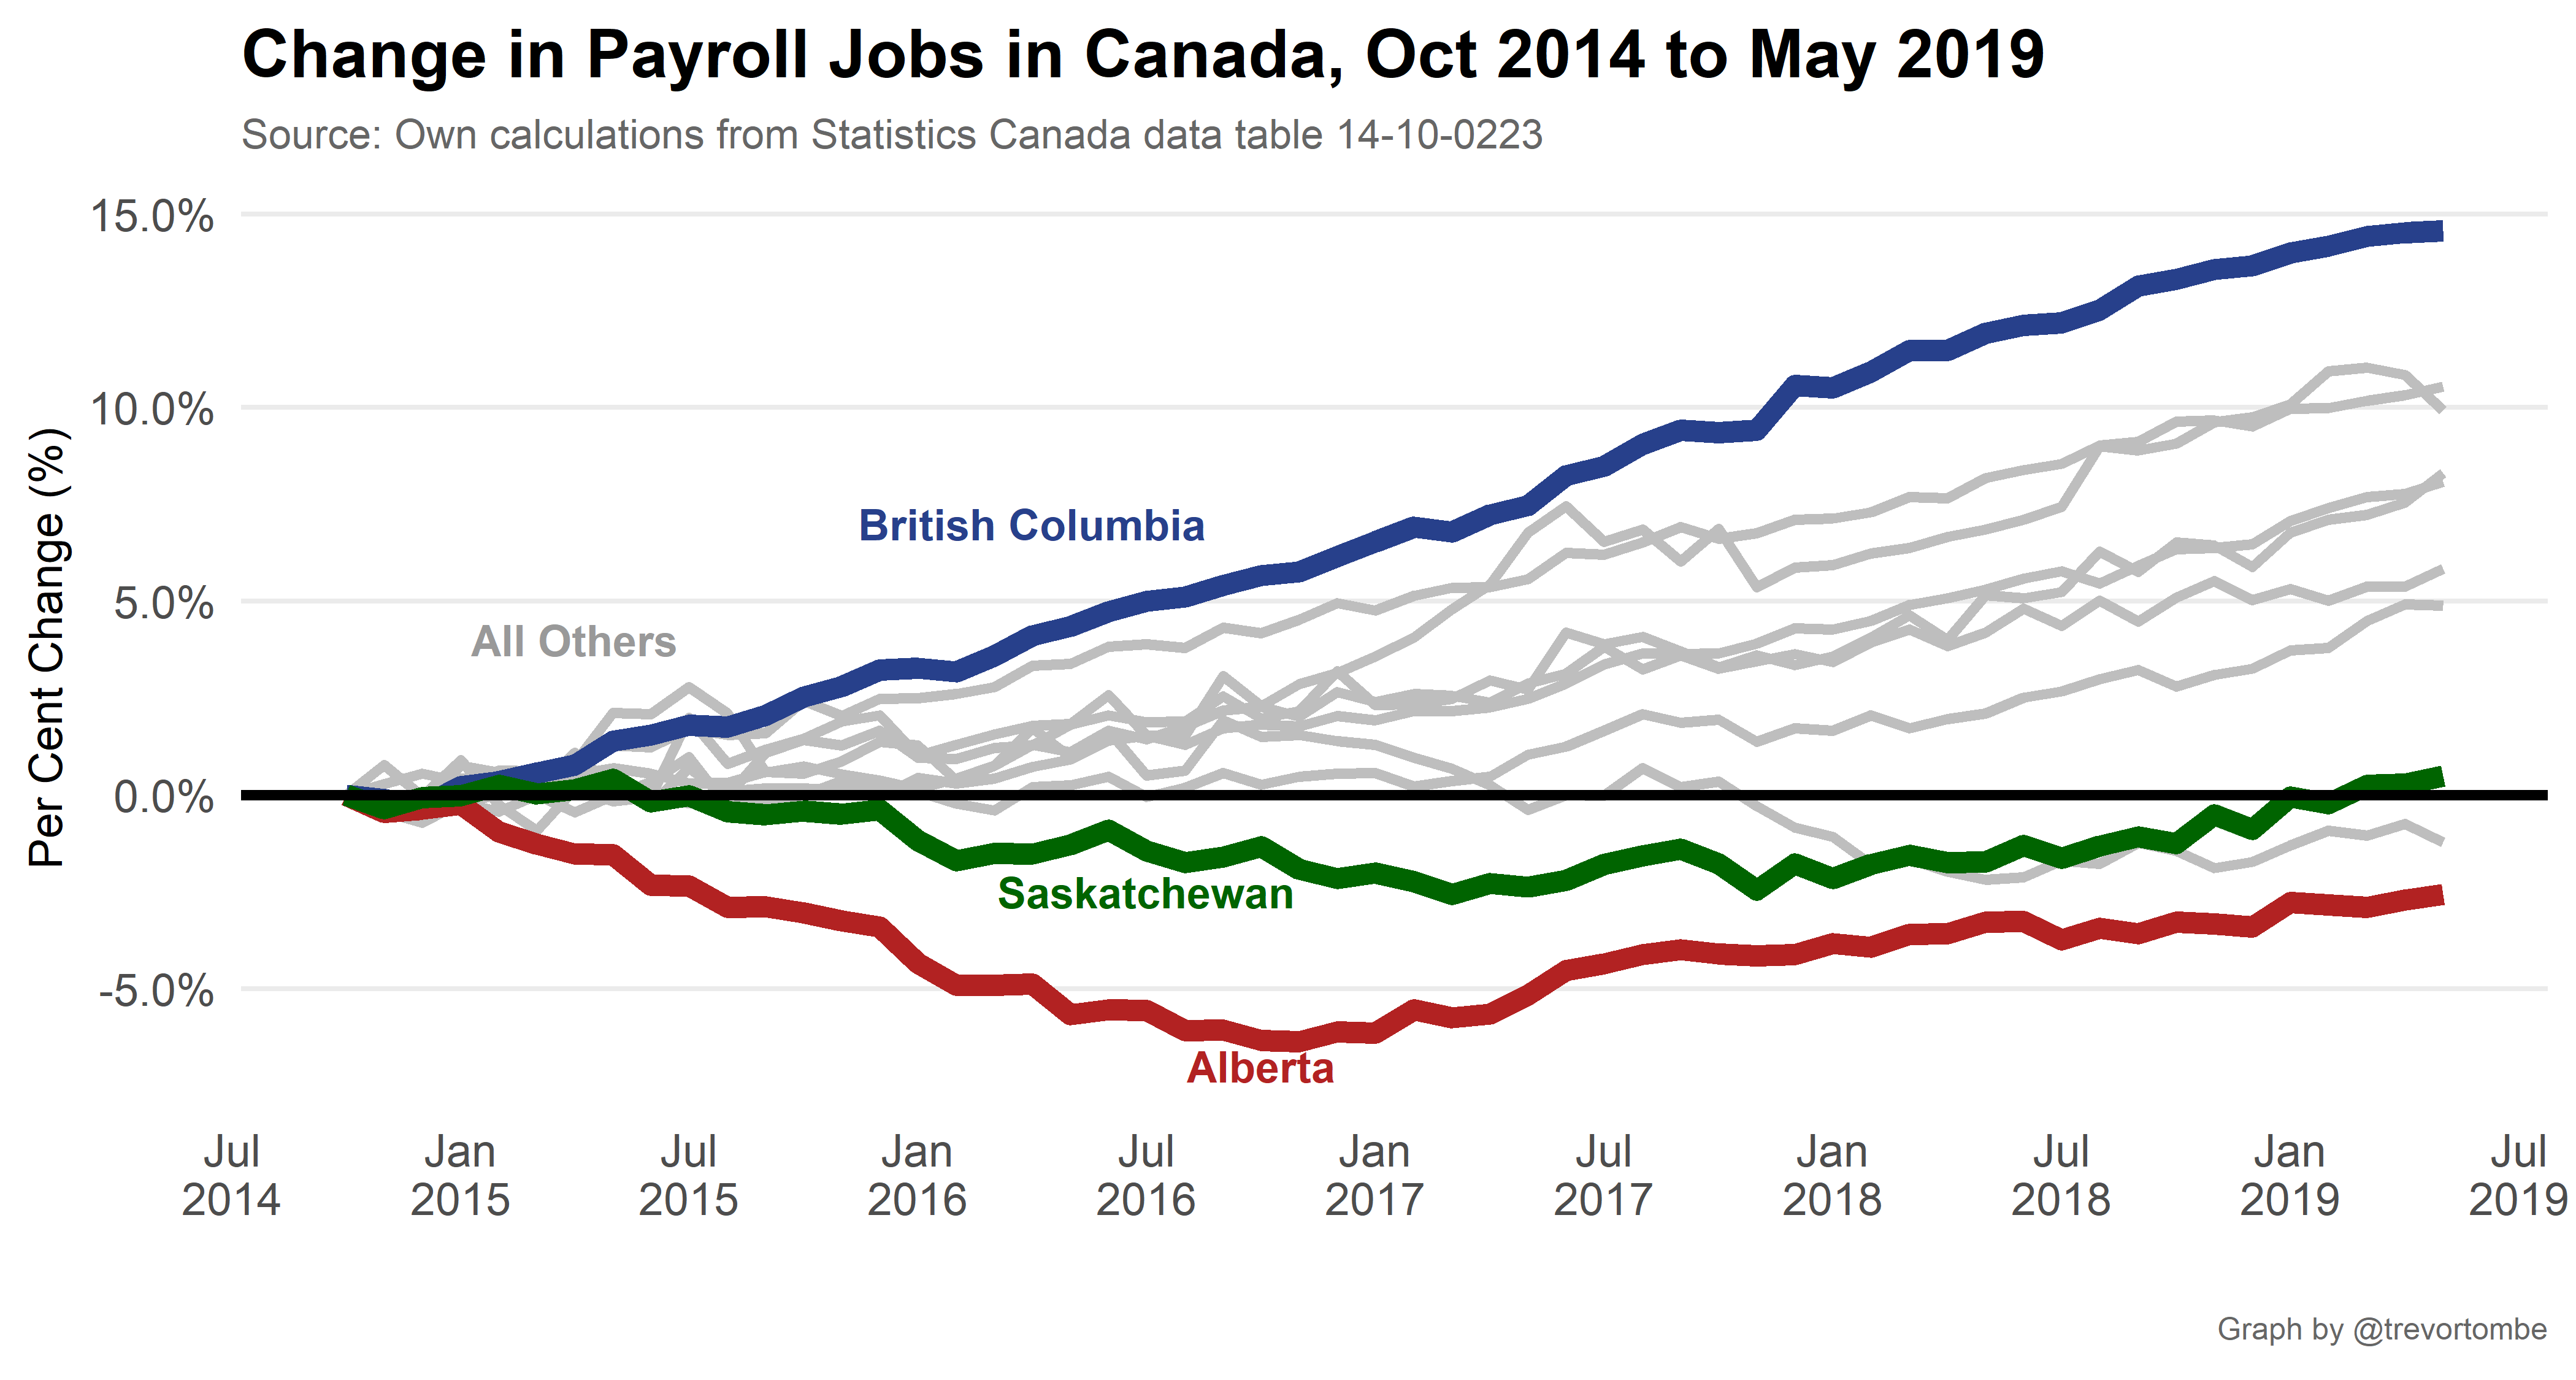 Change in Payroll Jobs in Canada, Oct 2014 to May 2019
Source: Own calculations from Statistics Canada data table 14-10-0223
Per Cent Change (%)
15.0%
10.0%
5.0%
0.0%
-5.0%
British Columbia
All Others
Saskatchewan
Alberta
Jul 2014
Jan 2015
Jul 2015
Jan 2016
Jul 2016
Jan 2017
Jul 2017
Jan 2018
Jul 2018
Jan 2019
Jul 2019
Graph by @trevortombe